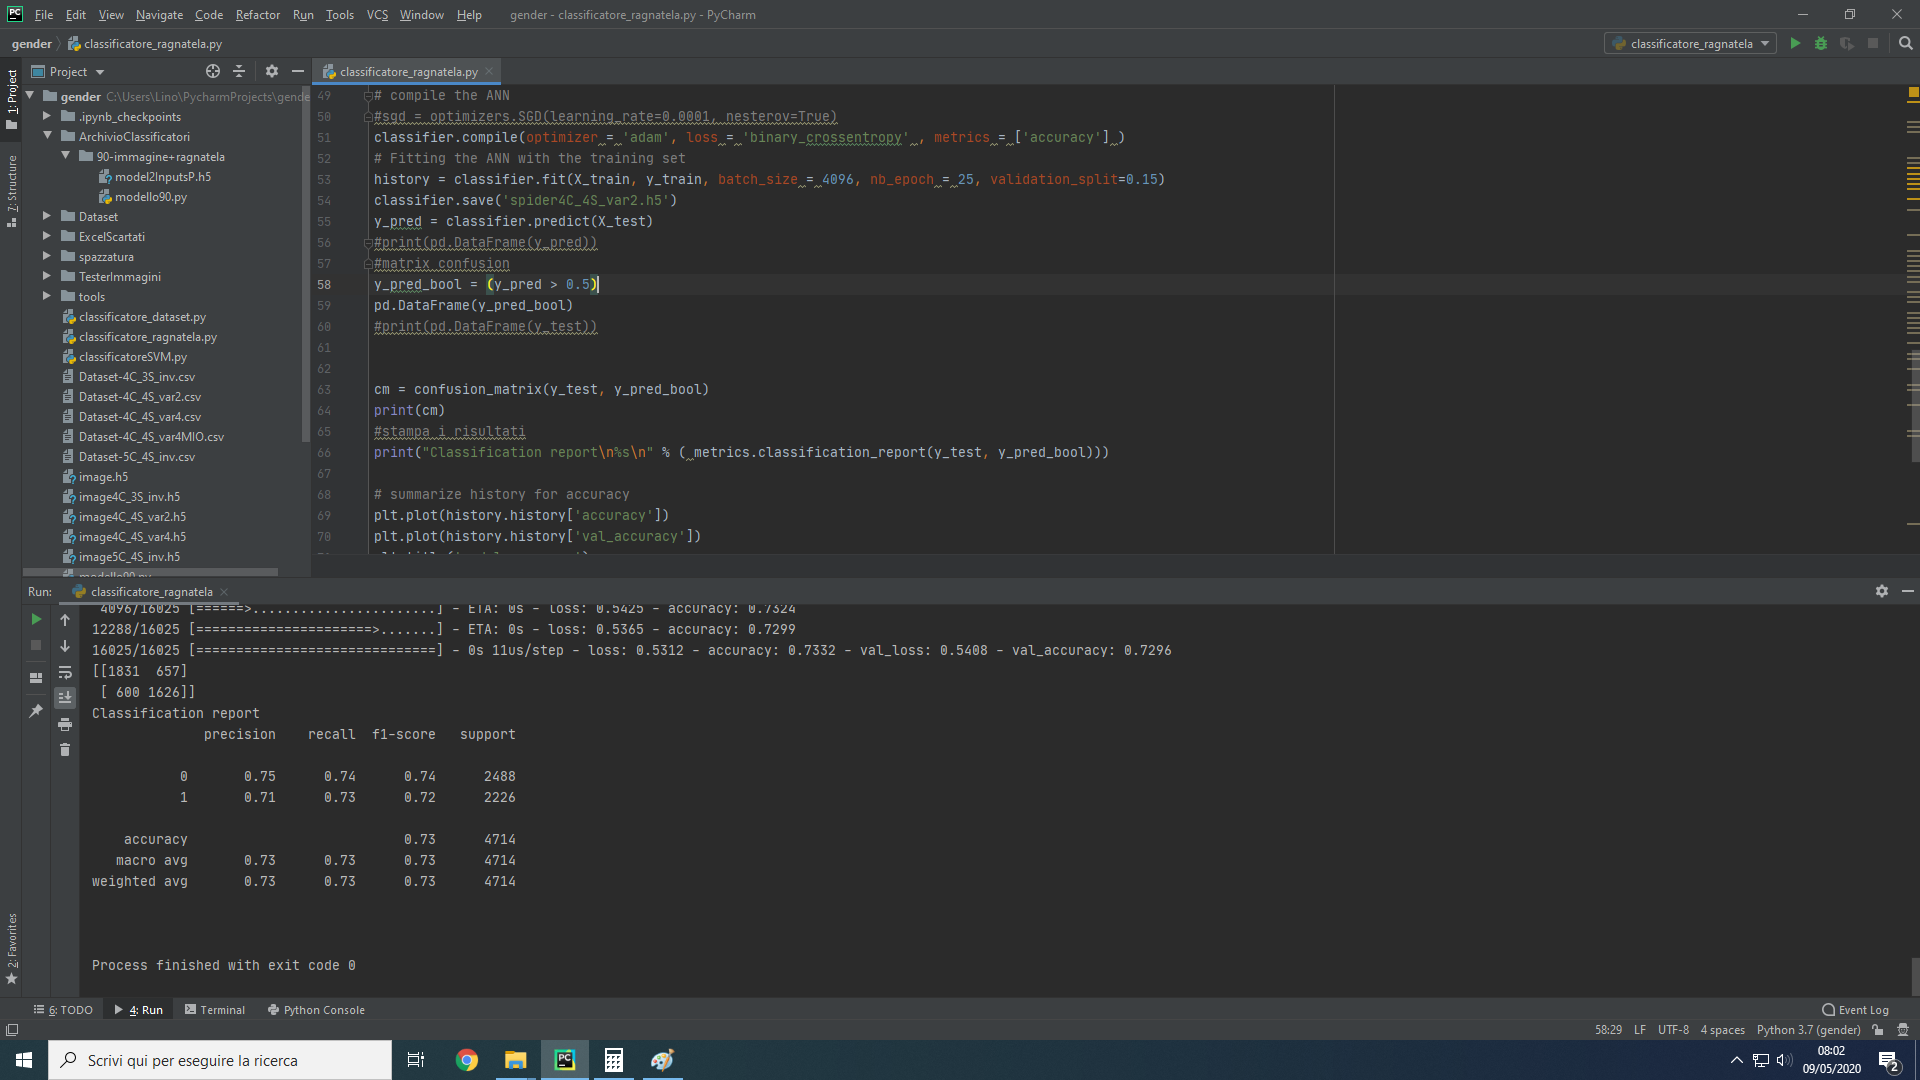 File Edit View Navigate Code Refactor Run Tools VCS Window Help gender - classificatore_ragnatela.py - PyCharm
gender classificatore_ragnatela.py classificatore_ragnatela
Project classificatore_ragnatela.py
1: Project
7: Structure
2: Favorites
gender C:\Users\Lino\PycharmProjects\gende
.ipynb_checkpoints
ArchivioClassificatori
90-immagine+ragnatela
model2InputsP.h5
modello90.py
Dataset
ExcelScartati
spazzatura
TesterImmagini
tools
classificatore_dataset.py
classificatore_ragnatela.py
classificatoreSVM.py
Dataset-4C_3S_inv.csv
Dataset-4C_4S_var2.csv
Dataset-4C_4S_var4.csv
Dataset-4C_4S_var4MIO.csv
Dataset-5C_4S_inv.csv
image.h5
image4C_3S_inv.h5
image4C_4S_var2.h5
image4C_4S_var4.h5
image5C_4S_inv.h5
modello90.py
49 # compile the ANN
50 #sgd = optimizers.SGD(learning_rate=0.0001, nesterov=True)
51 classifier.compile(optimizer = 'adam', loss = 'binary_crossentropy' , metrics = ['accuracy'] )
52 # Fitting the ANN with the training set
53 history = classifier.fit(X_train, y_train, batch_size = 4096, nb_epoch = 25, validation_split=0.15)
54 classifier.save('spider4C_4S_var2.h5')
55 y_pred = classifier.predict(X_test)
56 #print(pd.DataFrame(y_pred))
57 #matrix confusion
58 y_pred_bool = (y_pred > 0.5)
59 pd.DataFrame(y_pred_bool)
60 #print(pd.DataFrame(y_test))
61
62
63 cm = confusion_matrix(y_test, y_pred_bool)
64 print(cm)
65 #stampa i risultati
66 print("Classification report\n%s\n" % ( metrics.classification_report(y_test, y_pred_bool)))
67
68 # summarize history for accuracy
69 plt.plot(history.history['accuracy'])
70 plt.plot(history.history['val_accuracy'])
Run: classificatore_ragnatela
4096/16025 [======>.......................] - ETA: 0s - loss: 0.5425 - accuracy: 0.7324
12288/16025 [======================>.......] - ETA: 0s - loss: 0.5365 - accuracy: 0.7299
16025/16025 [==============================] - 0s 11us/step - loss: 0.5312 - accuracy: 0.7332 - val_loss: 0.5408 - val_accuracy: 0.7296
[[1831 657]
[ 600 1626]]
Classification report
precision recall f1-score support
0 0.75 0.74 0.74 2488
1 0.71 0.73 0.72 2226
accuracy 0.73 4714
macro avg 0.73 0.73 0.73 4714
weighted avg 0.73 0.73 0.73 4714
Process finished with exit code 0
6: TODO 4: Run Terminal Python Console Event Log
58:29 LF UTF-8 4 spaces Python 3.7 (gender)
Scrivi qui per eseguire la ricerca
08:02
09/05/2020
2